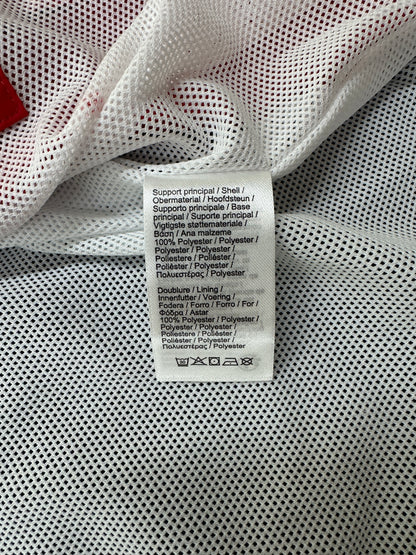 Support principal / Shell /
Obermaterial / Hoofdsteun /
Supporto principale / Base
principal / Suporte principal /
Vigtigste støttemateriale /
Βάση / Ana malzeme
100% Polyester / Polyester /
Polyester / Polyester /
Poliestere / Poliéster /
Poliéster / Polyester /
Πολυεστέρας / Polyester
Doublure / Lining /
Innenfutter / Voering /
Fodera / Forro / Forro / For /
Φόδρα / Astar
100% Polyester / Polyester /
Polyester / Polyester /
Poliestere / Poliéster /
Poliéster / Polyester /
Πολυεστέρας / Polyester